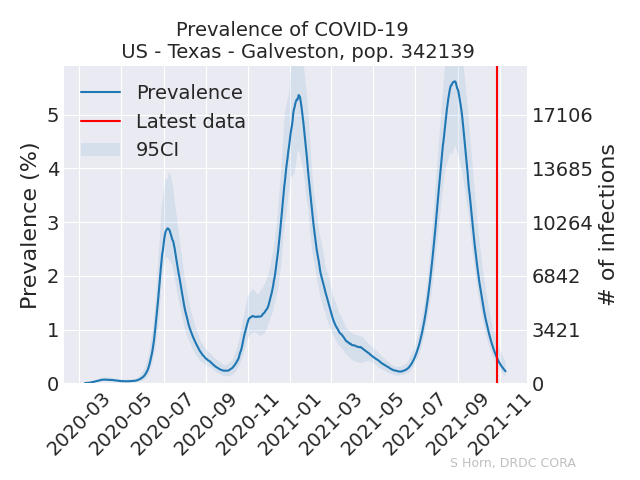 Prevalence of COVID-19
US - Texas - Galveston, pop. 342139
Prevalence
Latest data
95CI
Prevalence (%)
5
4
3
2
1
0
17106
13685
10264
6842
3421
0
# of infections
2020-03
2020-05
2020-07
2020-09
2020-11
2021-01
2021-03
2021-05
2021-07
2021-09
2021-11
S Horn, DRDC CORA